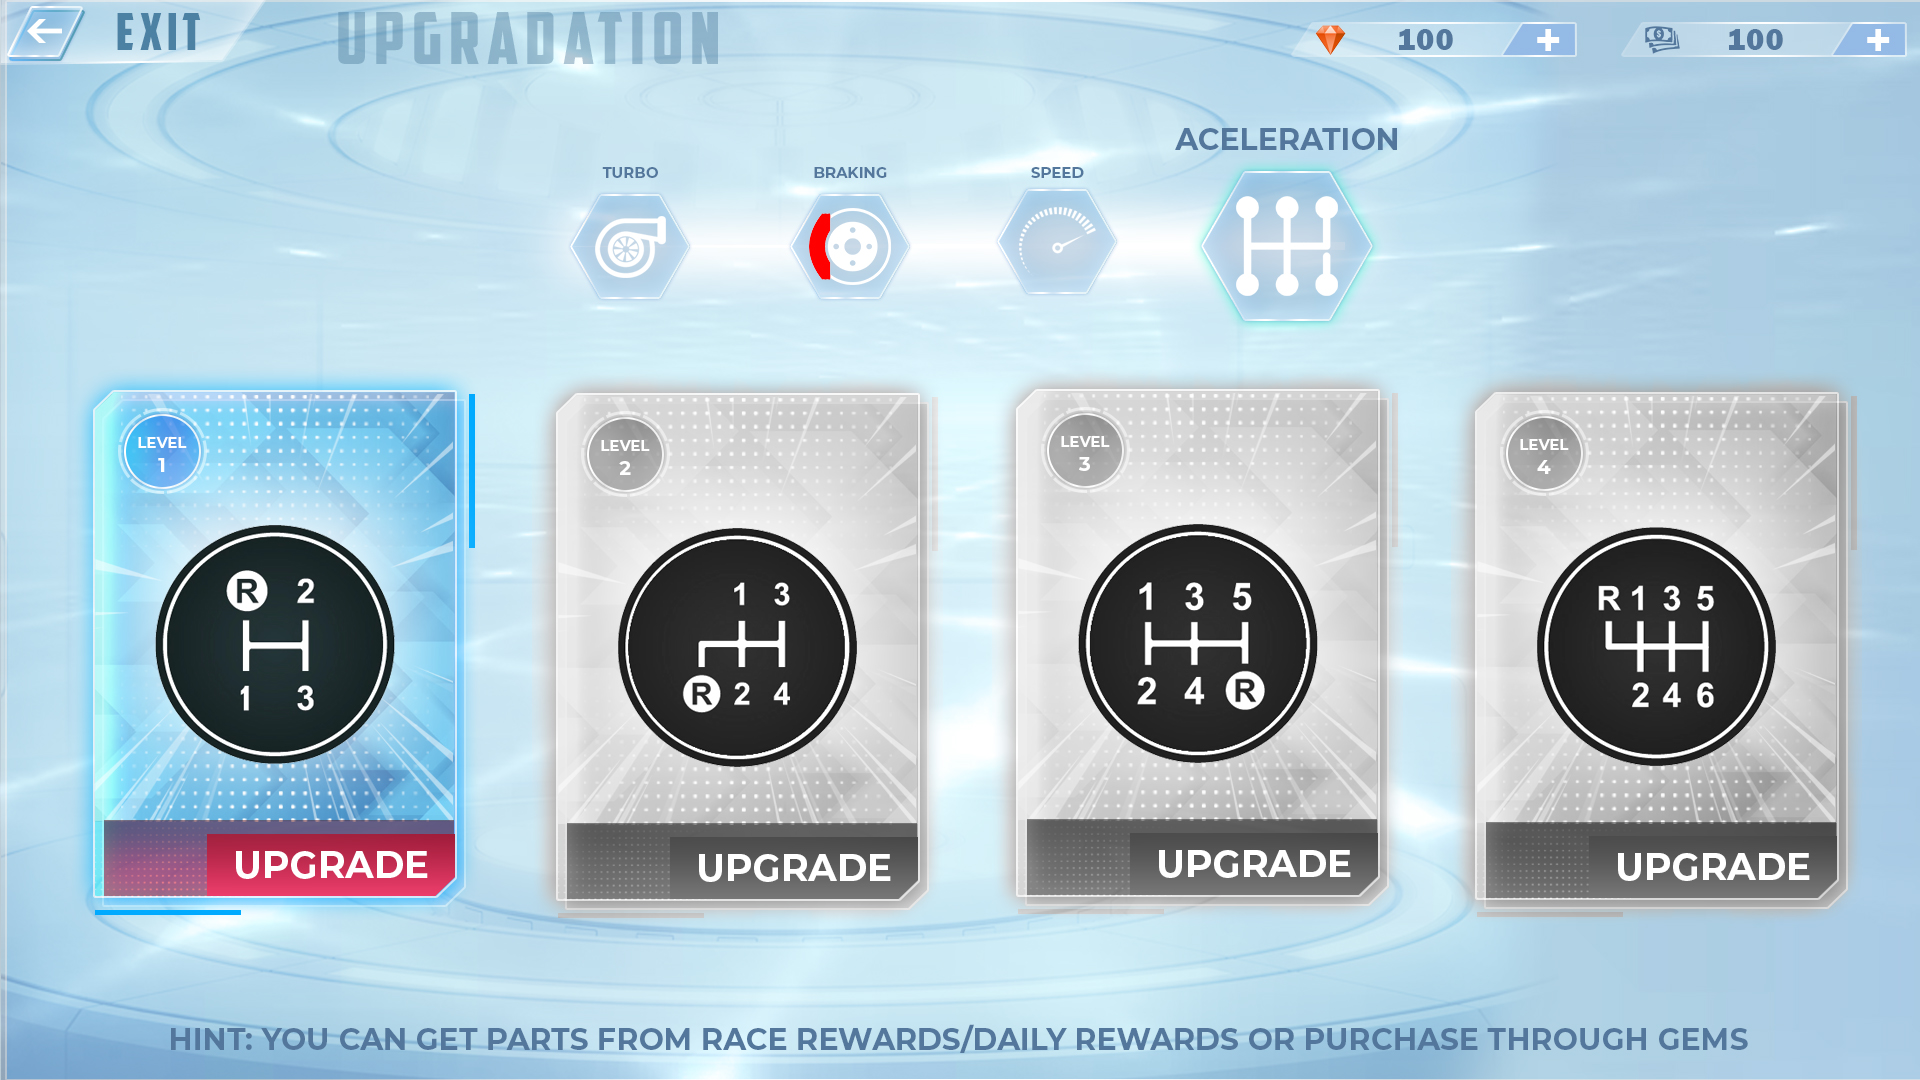 EXIT
UPGRADATION
100
100
TURBO
BRAKING
SPEED
ACELERATION
LEVEL
1
R 2
1 3
UPGRADE
LEVEL
2
1 3
R 2 4
UPGRADE
LEVEL
3
1 3 5
2 4 R
UPGRADE
LEVEL
4
R 1 3 5
2 4 6
UPGRADE
HINT: YOU CAN GET PARTS FROM RACE REWARDS/DAILY REWARDS OR PURCHASE THROUGH GEMS